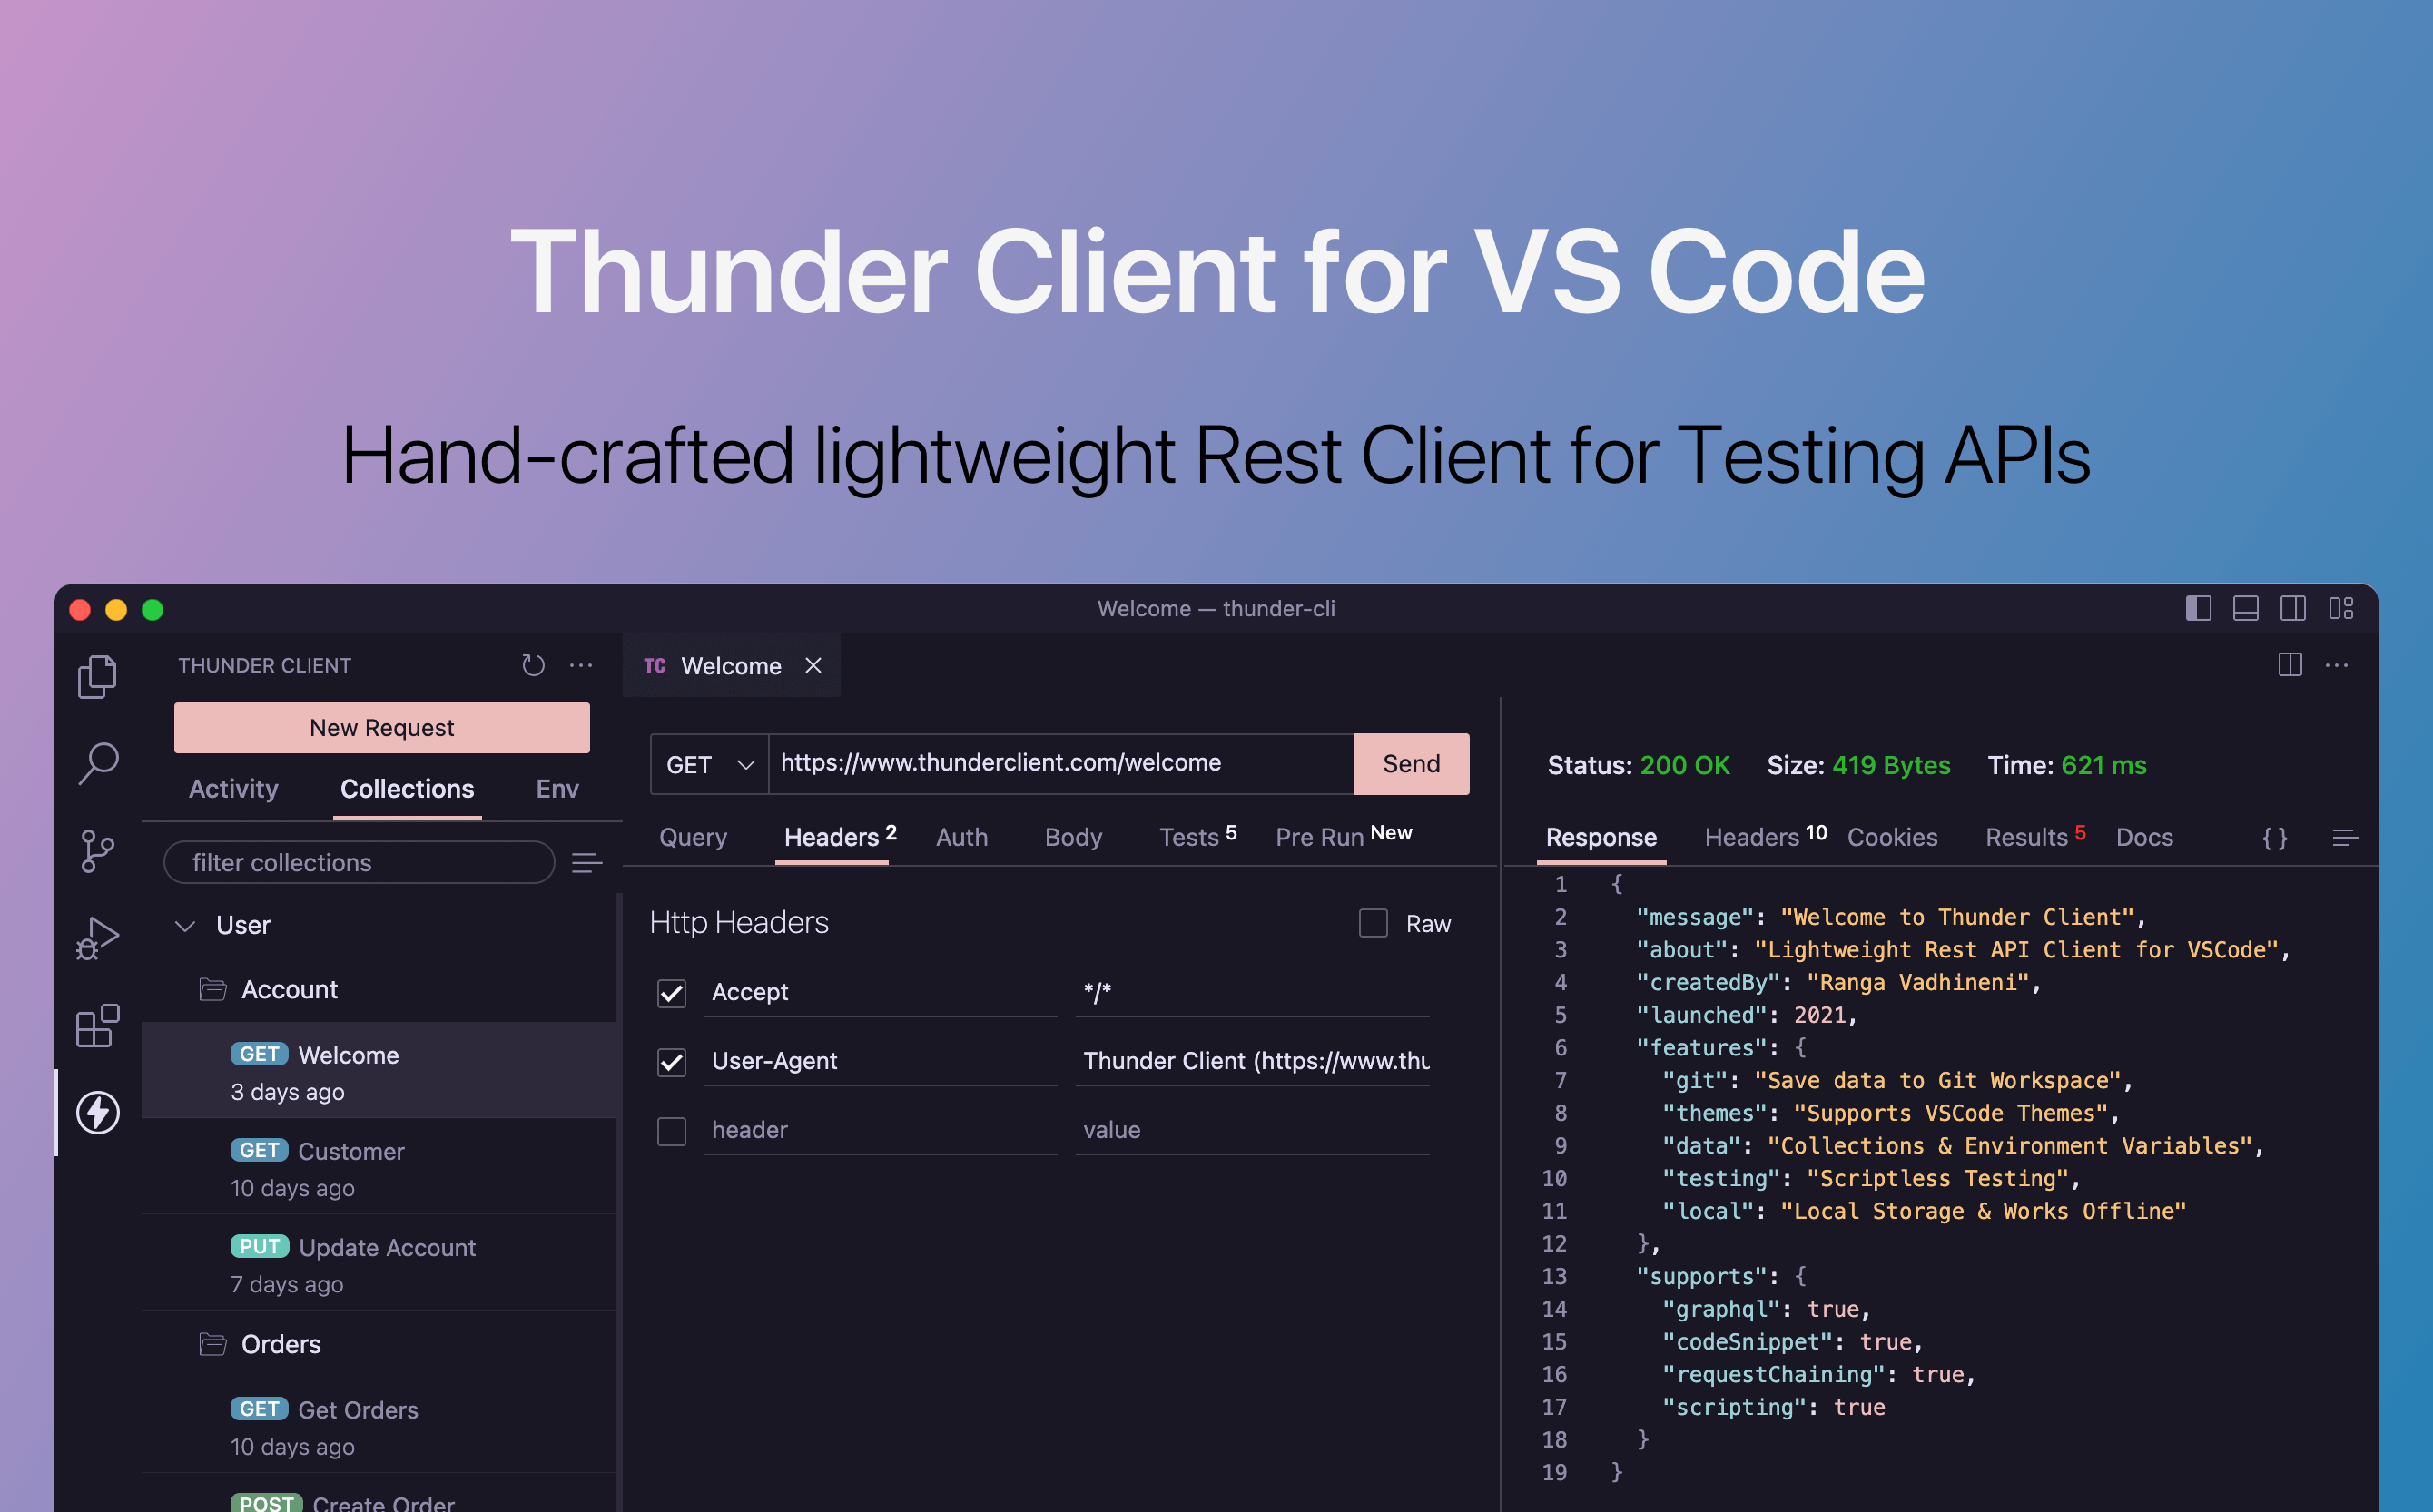 Thunder Client for VS Code
Hand-crafted lightweight Rest Client for Testing APIs
Welcome — thunder-cli
THUNDER CLIENT
New Request
Activity Collections Env
filter collections
User
Account
GET Welcome
3 days ago
GET Customer
10 days ago
PUT Update Account
7 days ago
Orders
GET Get Orders
10 days ago
POST Create Order
TC Welcome
GET https://www.thunderclient.com/welcome Send
Query Headers 2 Auth Body Tests 5 Pre Run New
Http Headers Raw
Accept */*
User-Agent Thunder Client (https://www.thu
header value
Status: 200 OK Size: 419 Bytes Time: 621 ms
Response Headers 10 Cookies Results 5 Docs { }
1 {
2 "message": "Welcome to Thunder Client",
3 "about": "Lightweight Rest API Client for VSCode",
4 "createdBy": "Ranga Vadhineni",
5 "launched": 2021,
6 "features": {
7 "git": "Save data to Git Workspace",
8 "themes": "Supports VSCode Themes",
9 "data": "Collections & Environment Variables",
10 "testing": "Scriptless Testing",
11 "local": "Local Storage & Works Offline"
12 },
13 "supports": {
14 "graphql": true,
15 "codeSnippet": true,
16 "requestChaining": true,
17 "scripting": true
18 }
19 }